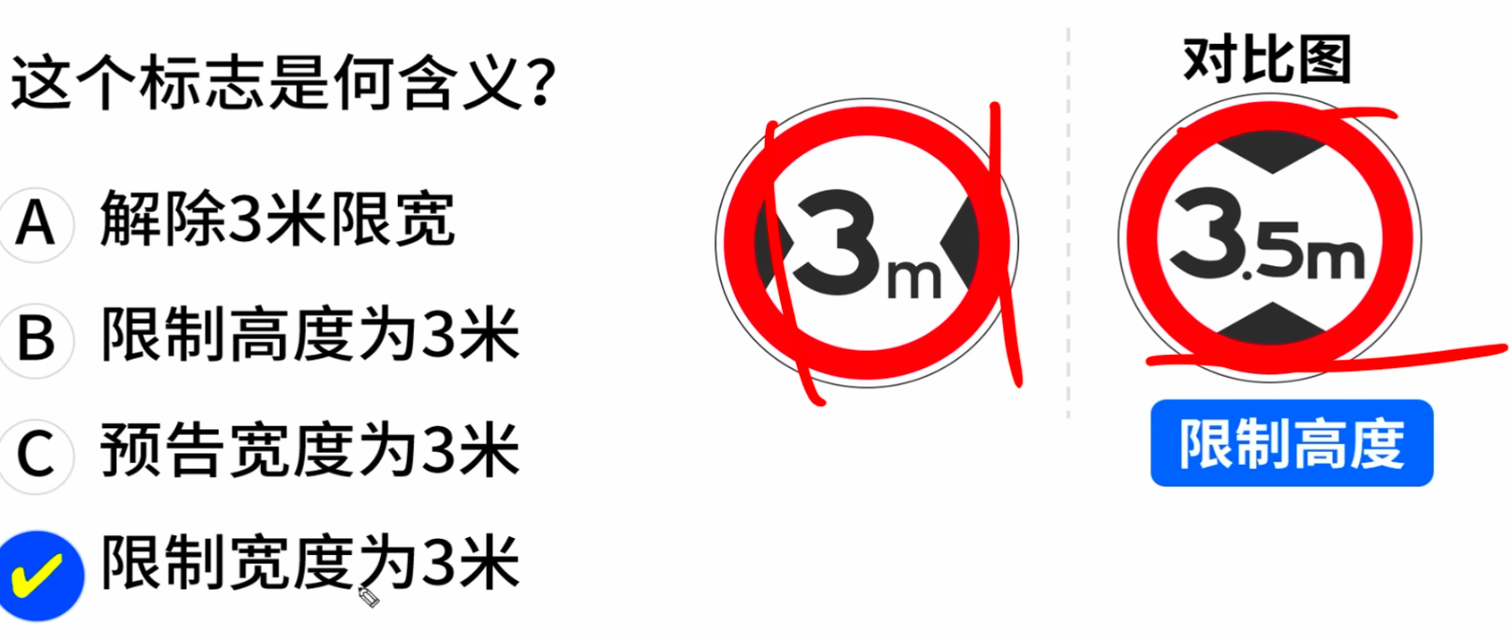 这个标志是何含义?
A 解除3米限宽
B 限制高度为3米
C 预告宽度为3米
限制宽度为3米
3m
对比图
3.5m
限制高度